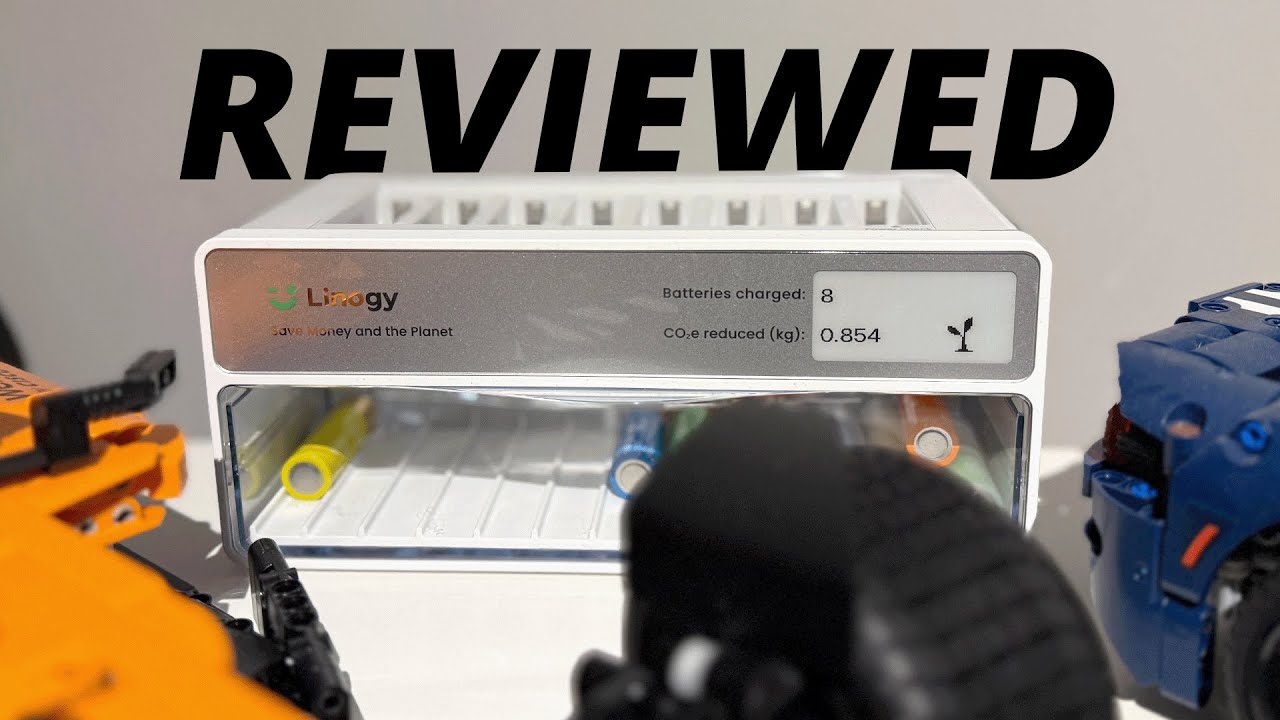 REVIEWED
Linogy
Save Money and the Planet
Batteries charged: 8
CO₂e reduced (kg): 0.854